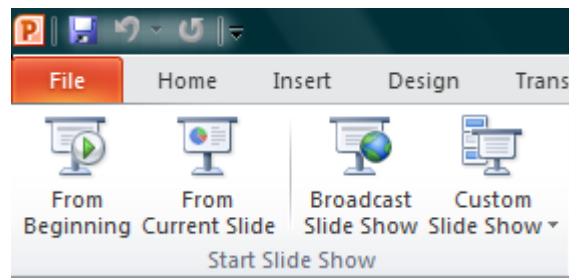 P
File Home Insert Design Trans
From Beginning From Current Slide Broadcast Slide Show Custom Slide Show
Start Slide Show